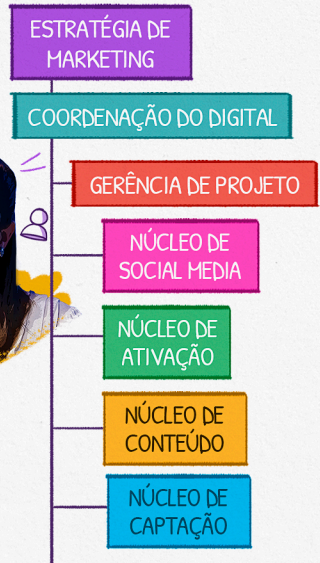 ESTRATÉGIA DE
MARKETING
COORDENAÇÃO DO DIGITAL
GERÊNCIA DE PROJETO
NÚCLEO DE
SOCIAL MEDIA
NÚCLEO DE
ATIVAÇÃO
NÚCLEO DE
CONTEÚDO
NÚCLEO DE
CAPTAÇÃO